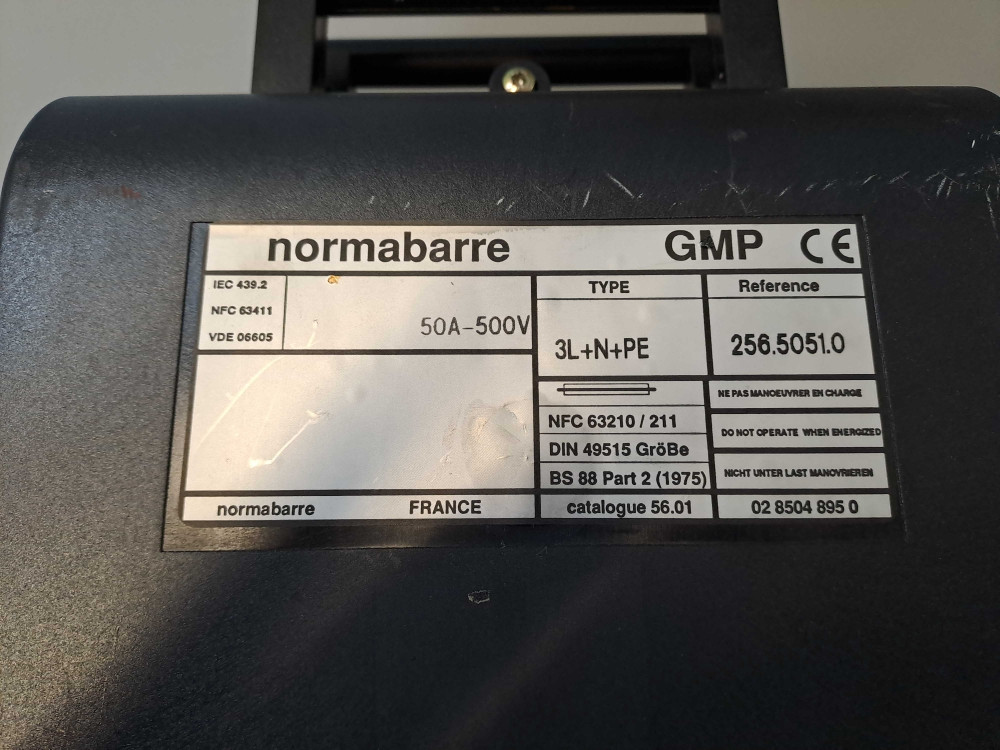 normabarre GMP CE
IEC 439.2
NFC 63411
VDE 06605
50A-500V
TYPE
3L+N+PE
Reference
256.5051.0
NFC 63210 / 211
DIN 49515 GröBe
BS 88 Part 2 (1975)
NE PAS MANOEUVRER EN CHARGE
DO NOT OPERATE WHEN ENERGIZED
NICHT UNTER LAST MANOVRIEREN
normabarre FRANCE catalogue 56.01 02 8504 895 0